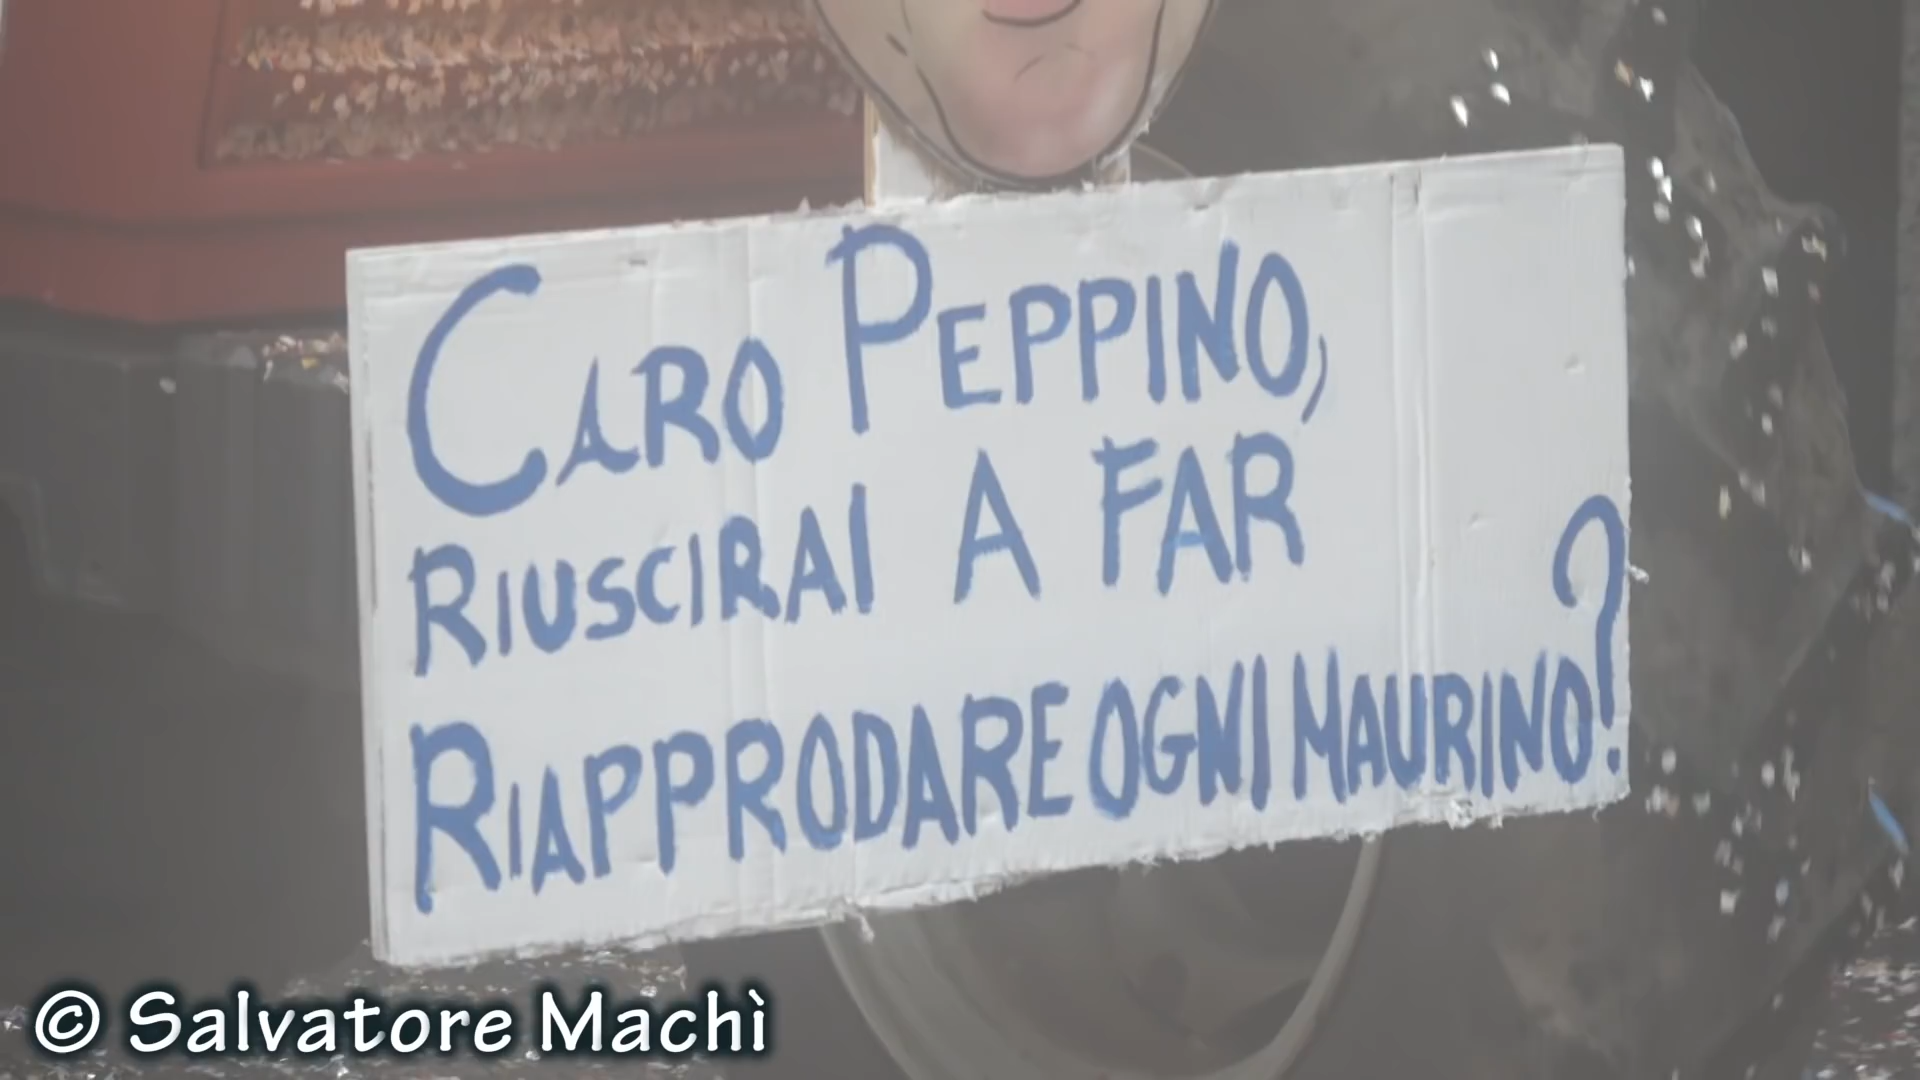 CARO PEPPINO,
RIUSCIRAI A FAR
RIAPPRODARE OGNI MAURINO?
© Salvatore Machì